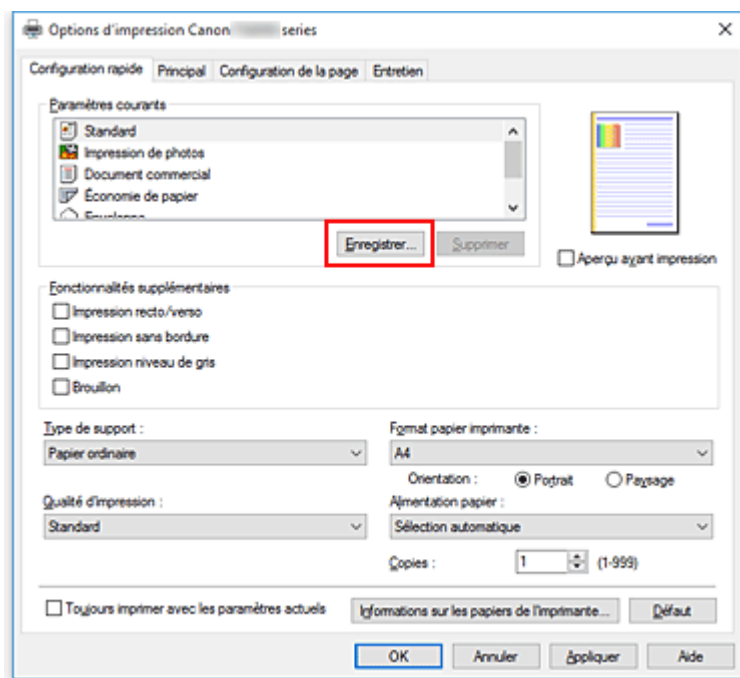 Options d'impression Canon series
Configuration rapide Principal Configuration de la page Entretien
Paramètres courants
Standard
Impression de photos
Document commercial
Économie de papier
Enregistrer... Supprimer
Aperçu avant impression
Fonctionnalités supplémentaires
Impression recto/verso
Impression sans bordure
Impression niveau de gris
Brouillon
Type de support : Format papier imprimante :
Papier ordinaire A4
Orientation : Portrait Paysage
Qualité d'impression : Alimentation papier :
Standard Sélection automatique
Copies : 1 (1-999)
Toujours imprimer avec les paramètres actuels Informations sur les papiers de l'imprimante... Défaut
OK Annuler Appliquer Aide